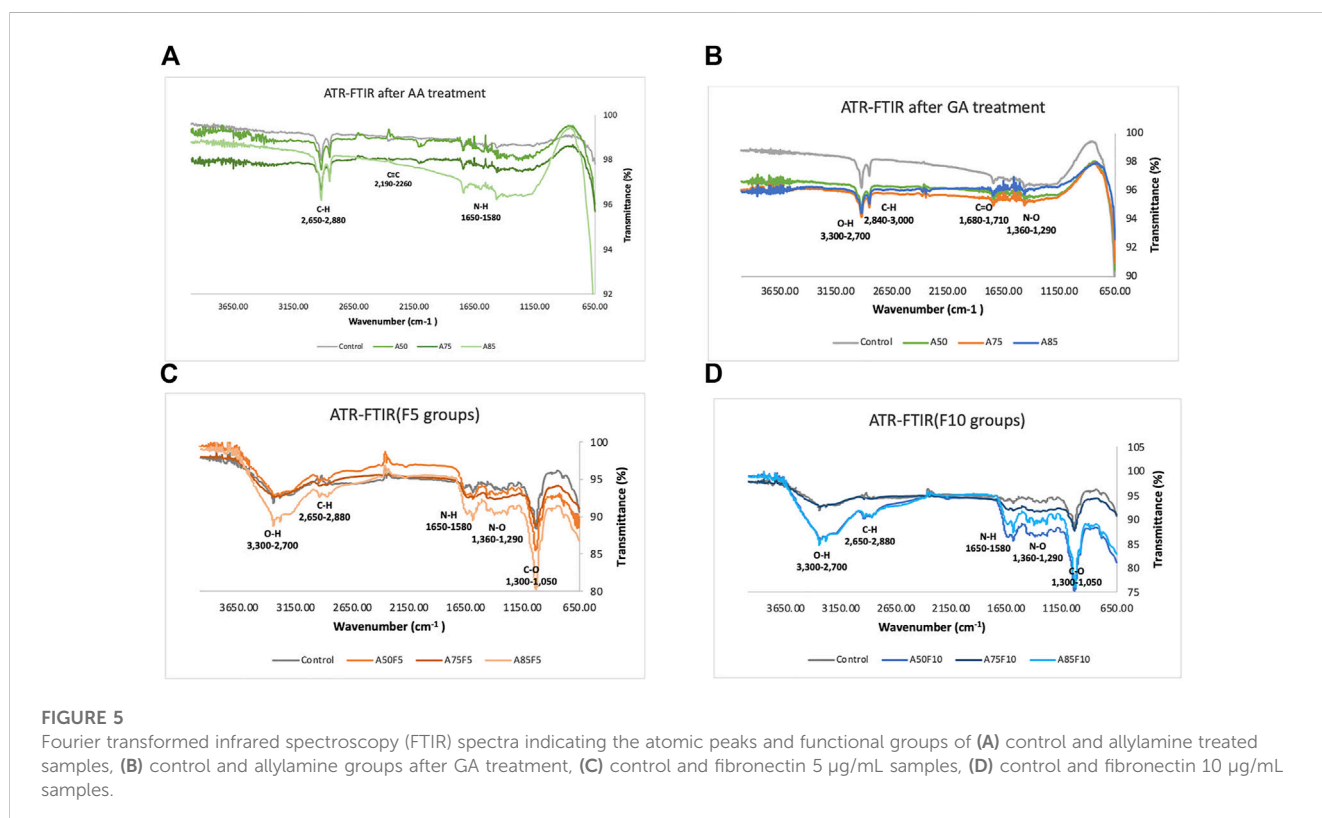 A
ATR-FTIR after AA treatment
100
98
96
94
92
Transmittance (%)
C≡C
2,190-2260
C-H
2,650-2,880
N-H
1650-1580
3650.00 3150.00 2650.00 2150.00 1650.00 1150.00 650.00
Wavenumber (cm-1 )
Control A50 A75 A85
B
ATR-FTIR after GA treatment
100
98
96
94
92
90
Transmittance (%)
O-H
3,300-2,700
C-H
2,840-3,000
C=O
1,680-1,710
N-O
1,360-1,290
3650.00 3150.00 2650.00 2150.00 1650.00 1150.00 650.00
Wavenumber (cm-1 )
Control A50 A75 A85
C
ATR-FTIR(F5 groups)
100
95
90
85
80
Transmittance (%)
C-H
2,650-2,880
O-H
3,300-2,700
N-H
1650-1580
N-O
1,360-1,290
C-O
1,300-1,050
3650.00 3150.00 2650.00 2150.00 1650.00 1150.00 650.00
Wavenumber (cm⁻¹)
Control A50F5 A75F5 A85F5
D
ATR-FTIR(F10 groups)
105
100
95
90
85
80
75
Transmittance (%)
C-H
2,650-2,880
O-H
3,300-2,700
N-H
1650-1580
N-O
1,360-1,290
C-O
1,300-1,050
3650.00 3150.00 2650.00 2150.00 1650.00 1150.00 650.00
Wavenumber (cm⁻¹)
Control A50F10 A75F10 A85F10
FIGURE 5
Fourier transformed infrared spectroscopy (FTIR) spectra indicating the atomic peaks and functional groups of (A) control and allylamine treated
samples, (B) control and allylamine groups after GA treatment, (C) control and fibronectin 5 µg/mL samples, (D) control and fibronectin 10 µg/mL
samples.